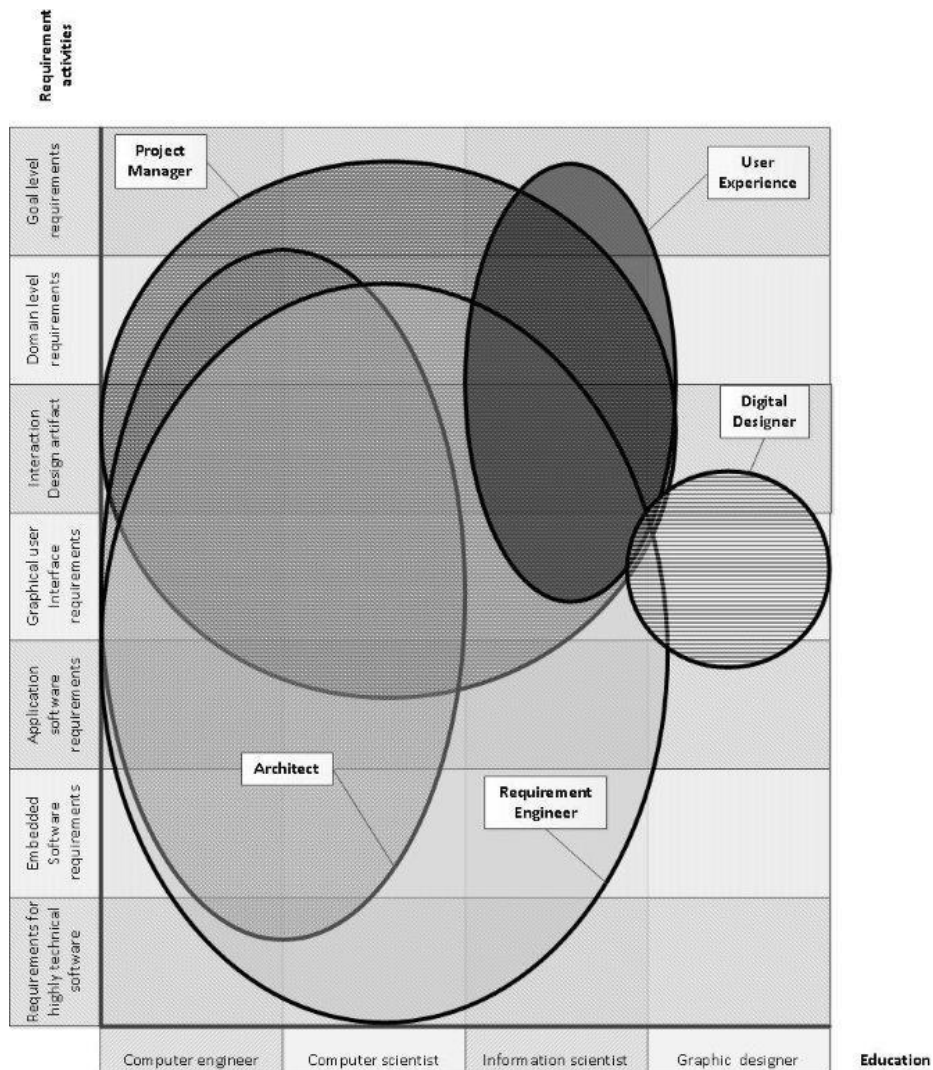 Requirement
activities
Goal level
requirements
Domain level
requirements
Interaction
Design artifact
Graphical user
Interface
requirements
Application
software
requirements
Embedded
Software
requirements
Requirements for
highly technical
software
Project
Manager
User
Experience
Digital
Designer
Architect
Requirement
Engineer
Computer engineer
Computer scientist
Information scientist
Graphic designer
Education